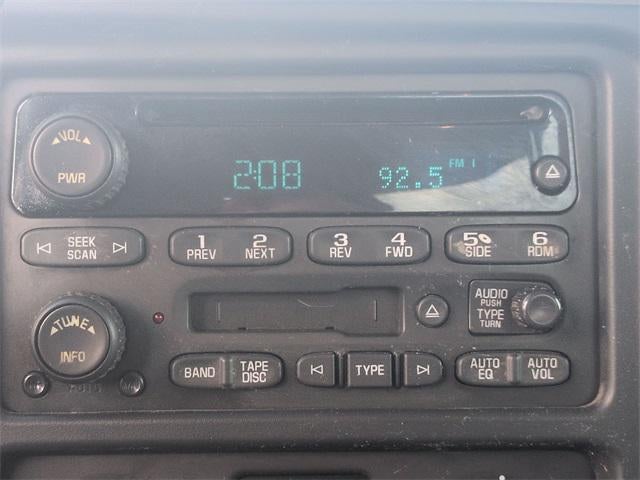 VOL
PWR
2:08
92.5
FM 1
SEEK
SCAN
1
PREV
2
NEXT
3
REV
4
FWD
5
SIDE
6
RDM
TUNE
INFO
AUDIO
PUSH
TYPE
TURN
BAND
TAPE
DISC
TYPE
AUTO
EQ
AUTO
VOL